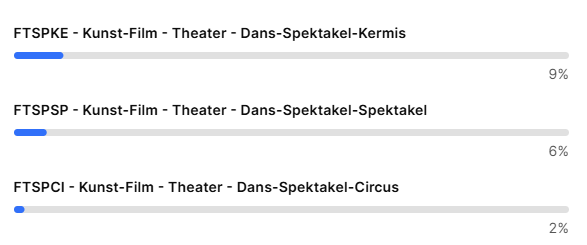 FTSPKE - Kunst-Film - Theater - Dans-Spektakel-Kermis
9%
FTSPSP - Kunst-Film - Theater - Dans-Spektakel-Spektakel
6%
FTSPCI - Kunst-Film - Theater - Dans-Spektakel-Circus
2%